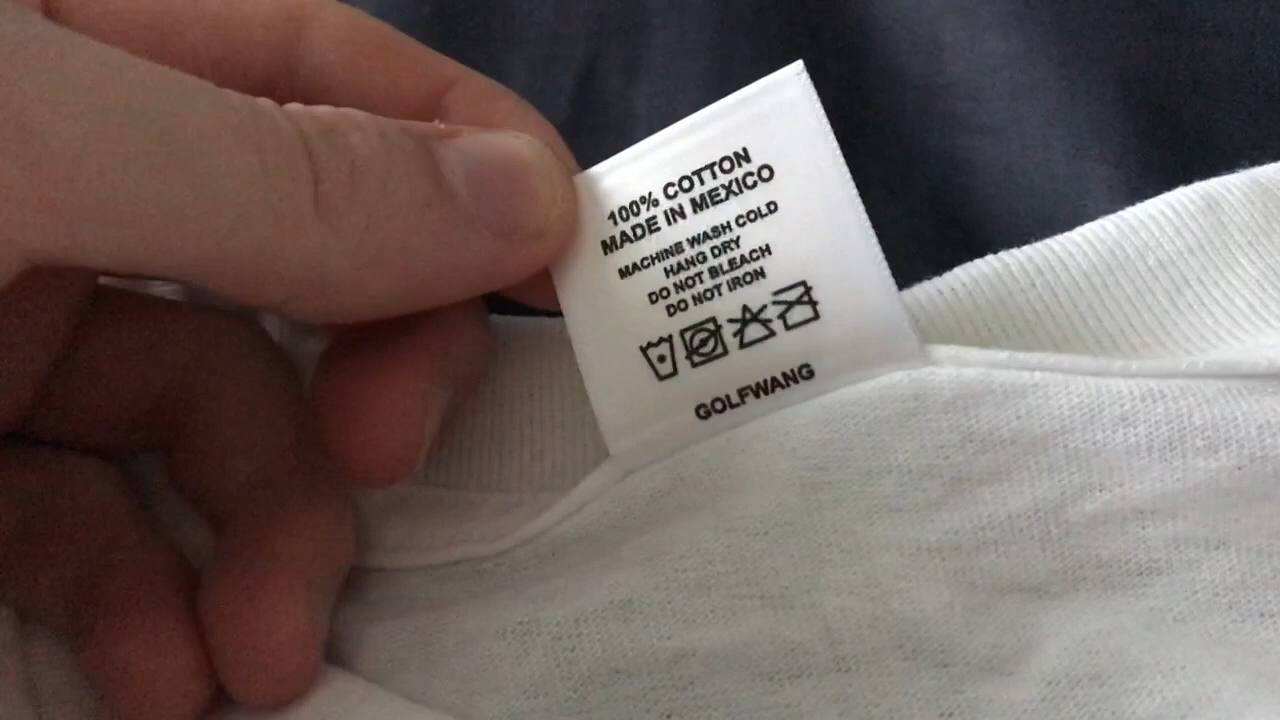 100% COTTON
MADE IN MEXICO
MACHINE WASH COLD
HANG DRY
DO NOT BLEACH
DO NOT IRON
GOLFWANG